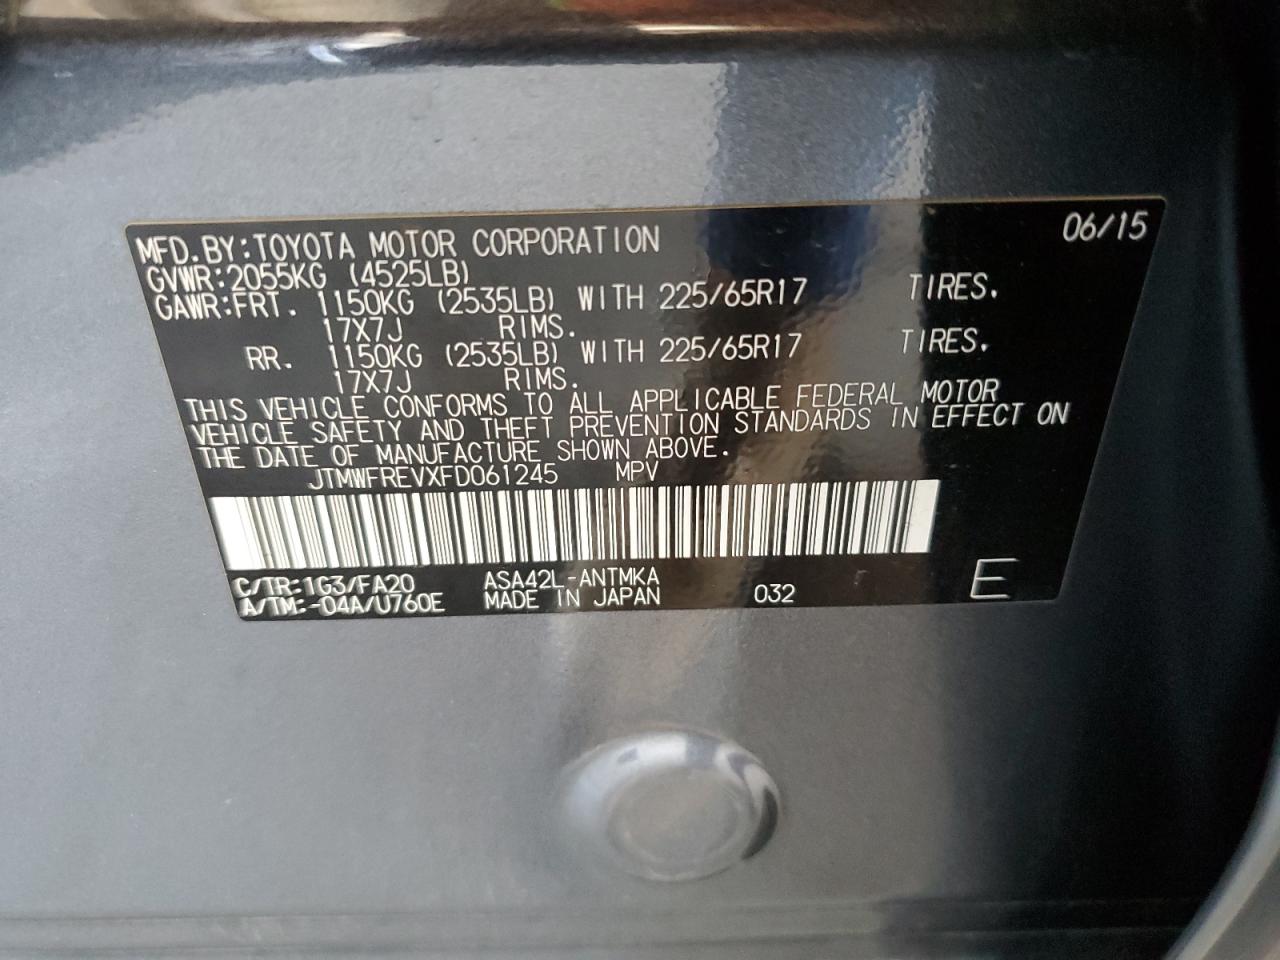 MFD.BY:TOYOTA MOTOR CORPORATION 06/15
GVWR:2055KG (4525LB)
GAWR:FRT. 1150KG (2535LB) WITH 225/65R17 TIRES.
17X7J RIMS.
RR. 1150KG (2535LB) WITH 225/65R17 TIRES.
17X7J RIMS.
THIS VEHICLE CONFORMS TO ALL APPLICABLE FEDERAL MOTOR
VEHICLE SAFETY AND THEFT PREVENTION STANDARDS IN EFFECT ON
THE DATE OF MANUFACTURE SHOWN ABOVE.
JTMWFREVXFD061245 MPV
C/TR:1G3/FA20 ASA42L-ANTMKA
A/TM:-04A/U760E MADE IN JAPAN 032 E